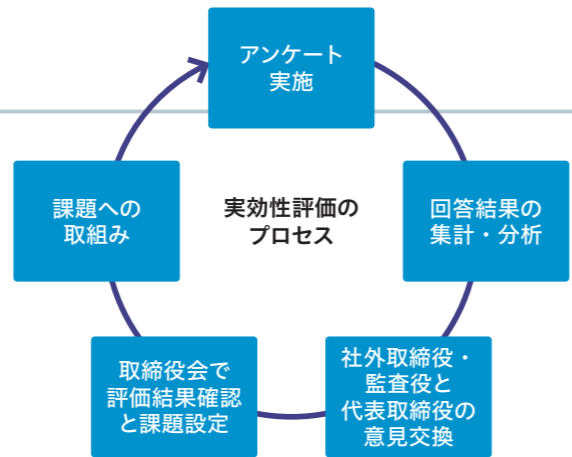 アンケート
実施
実効性評価の
プロセス
回答結果の
集計・分析
社外取締役・
監査役と
代表取締役の
意見交換
取締役会で
評価結果確認
と課題設定
課題への
取組み